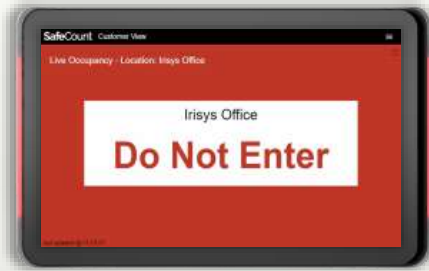 SafeCount Customer View
Live Occupancy - Location: Irisys Office
Irisys Office
Do Not Enter